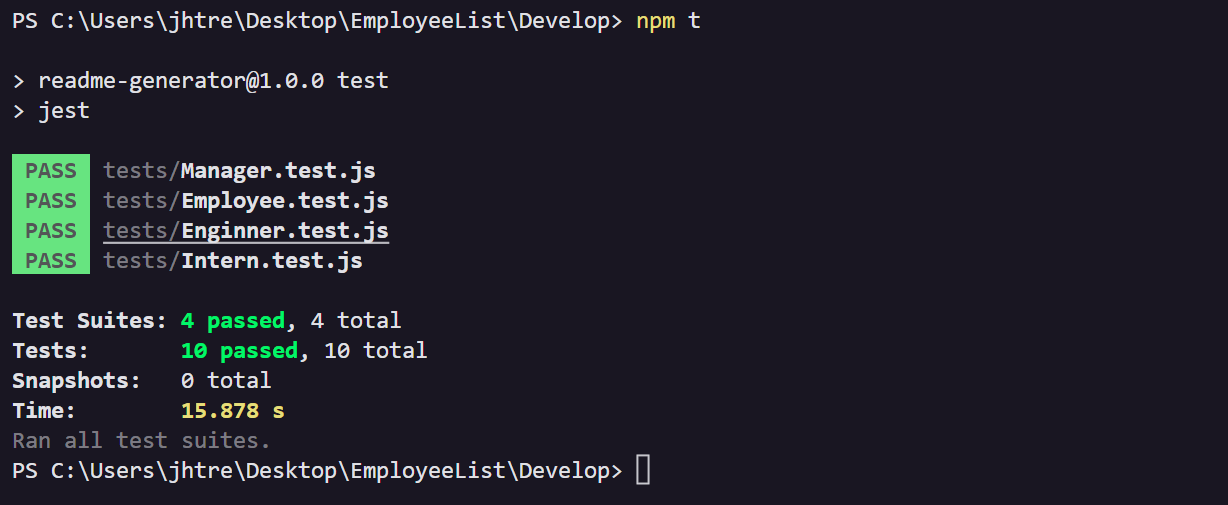 PS C:\Users\jhtre\Desktop\EmployeeList\Develop> npm t
> readme-generator@1.0.0 test
> jest
PASS tests/Manager.test.js
PASS tests/Employee.test.js
PASS tests/Enginner.test.js
PASS tests/Intern.test.js
Test Suites: 4 passed, 4 total
Tests: 10 passed, 10 total
Snapshots: 0 total
Time: 15.878 s
Ran all test suites.
PS C:\Users\jhtre\Desktop\EmployeeList\Develop>